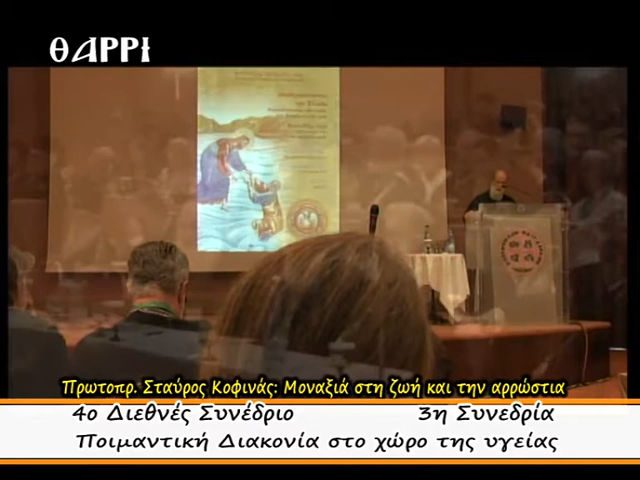 ΘΑΡΡΙ
Πρωτοπρ. Σταύρος Κοφινάς: Μοναξιά στη ζωή και την αρρώστια
4ο Διεθνές Συνέδριο 3η Συνεδρία
Ποιμαντική Διακονία στο χώρο της υγείας